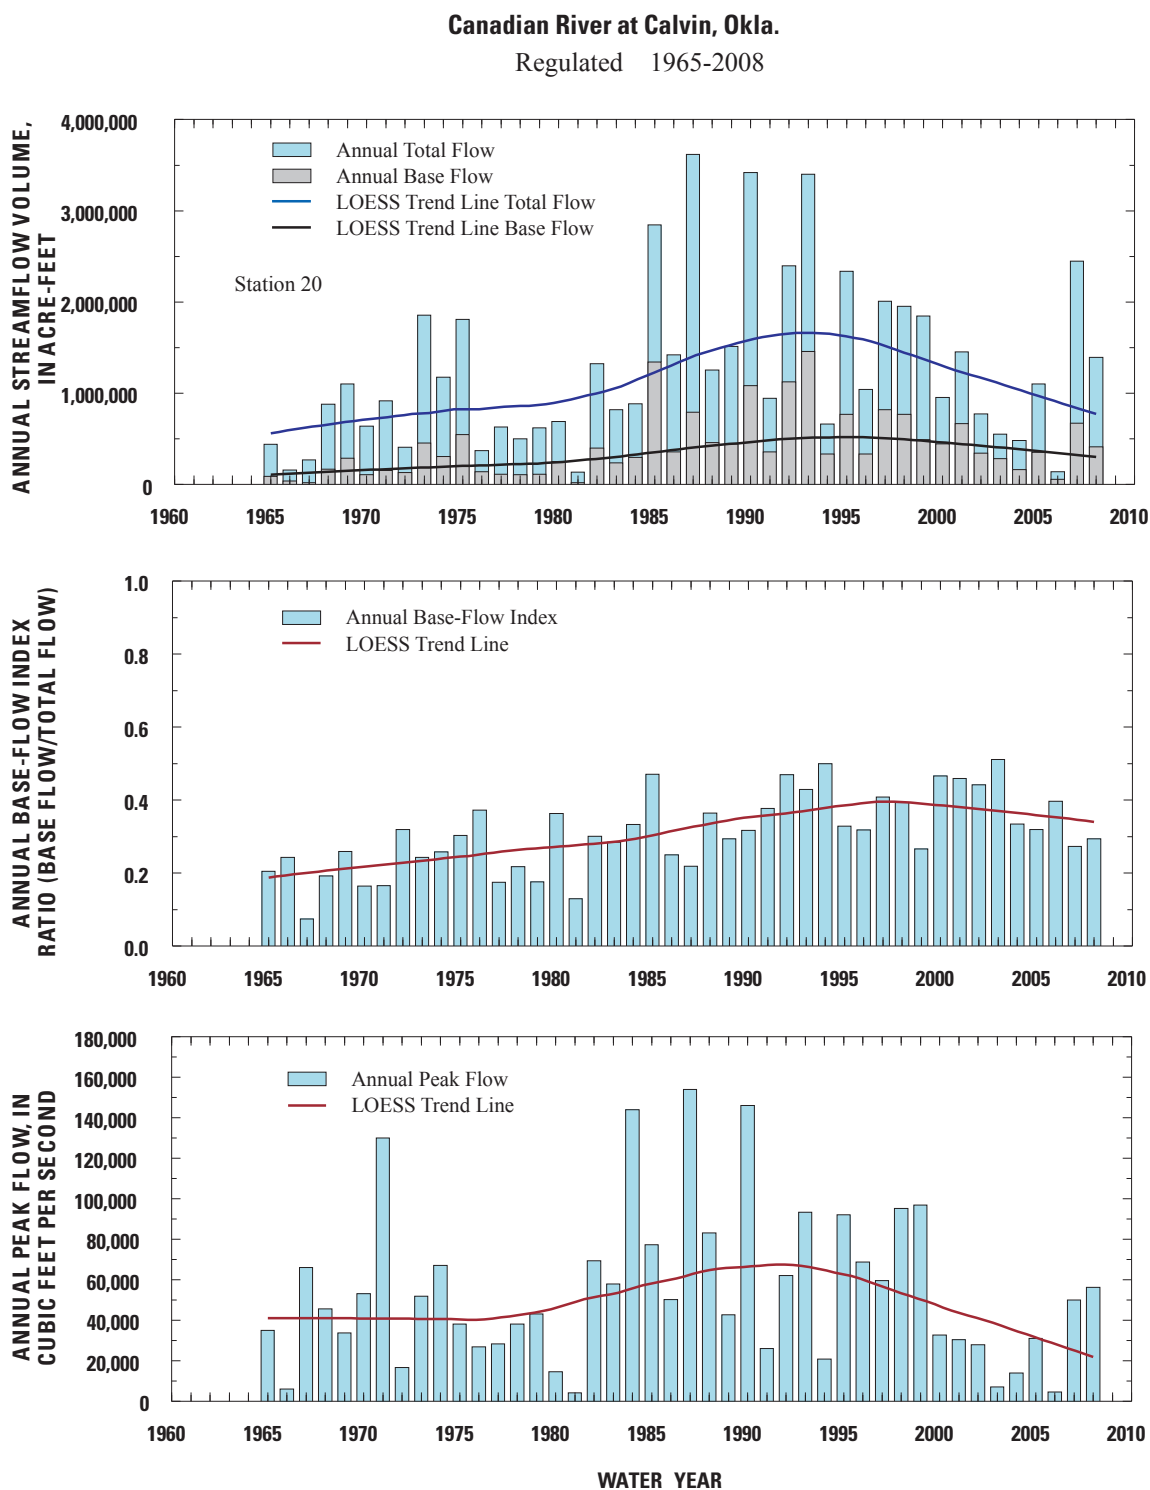 Canadian River at Calvin, Okla.
Regulated 1965-2008
ANNUAL STREAMFLOW VOLUME,
IN ACRE-FEET
4,000,000
3,000,000
2,000,000
1,000,000
0
Annual Total Flow
Annual Base Flow
LOESS Trend Line Total Flow
LOESS Trend Line Base Flow
Station 20
1960 1965 1970 1975 1980 1985 1990 1995 2000 2005 2010
ANNUAL BASE-FLOW INDEX
RATIO (BASE FLOW/TOTAL FLOW)
1.0
0.8
0.6
0.4
0.2
0.0
Annual Base-Flow Index
LOESS Trend Line
1960 1965 1970 1975 1980 1985 1990 1995 2000 2005 2010
ANNUAL PEAK FLOW, IN
CUBIC FEET PER SECOND
180,000
160,000
140,000
120,000
100,000
80,000
60,000
40,000
20,000
0
Annual Peak Flow
LOESS Trend Line
1960 1965 1970 1975 1980 1985 1990 1995 2000 2005 2010
WATER YEAR